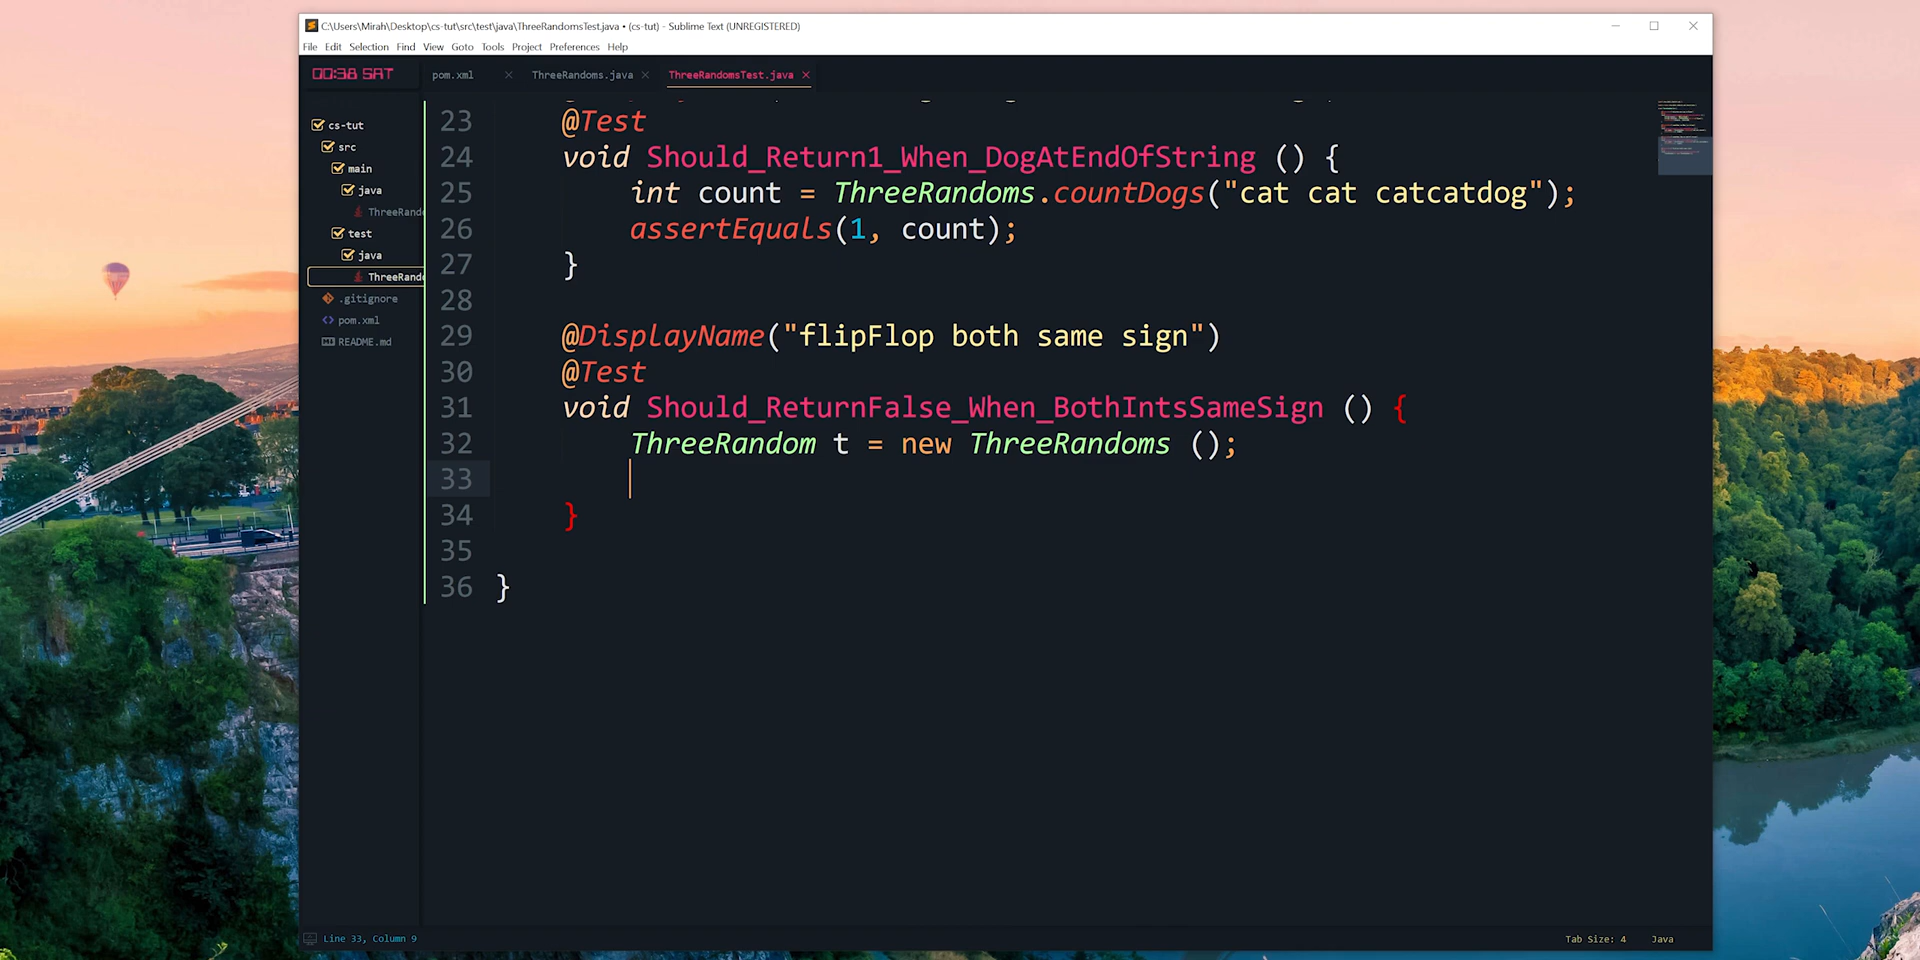 C:\Users\Mirah\Desktop\cs-tut\src\test\java\ThreeRandomsTest.java • (cs-tut) - Sublime Text (UNREGISTERED)
File Edit Selection Find View Goto Tools Project Preferences Help
00:38 SAT
pom.xml ThreeRandoms.java ThreeRandomsTest.java
cs-tut
src
main
java
ThreeRando
test
java
ThreeRando
.gitignore
pom.xml
README.md
23 @Test
24 void Should_Return1_When_DogAtEndOfString () {
25 int count = ThreeRandoms.countDogs("cat cat catcatdog");
26 assertEquals(1, count);
27 }
28
29 @DisplayName("flipFlop both same sign")
30 @Test
31 void Should_ReturnFalse_When_BothIntsSameSign () {
32 ThreeRandom t = new ThreeRandoms ();
33
34 }
35
36 }
Line 33, Column 9
Tab Size: 4 Java